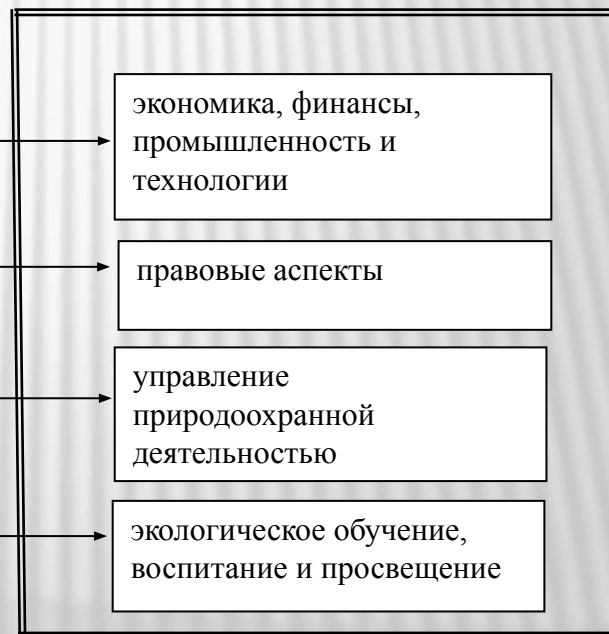 экономика, финансы,
промышленность и
технологии
правовые аспекты
управление
природоохранной
деятельностью
экологическое обучение,
воспитание и просвещение